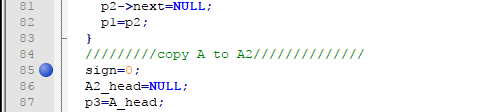 81 p2->next=NULL;
82 p1=p2;
83 }
84 /////////copy A to A2//////////////
85 sign=0;
86 A2_head=NULL;
87 p3=A_head;